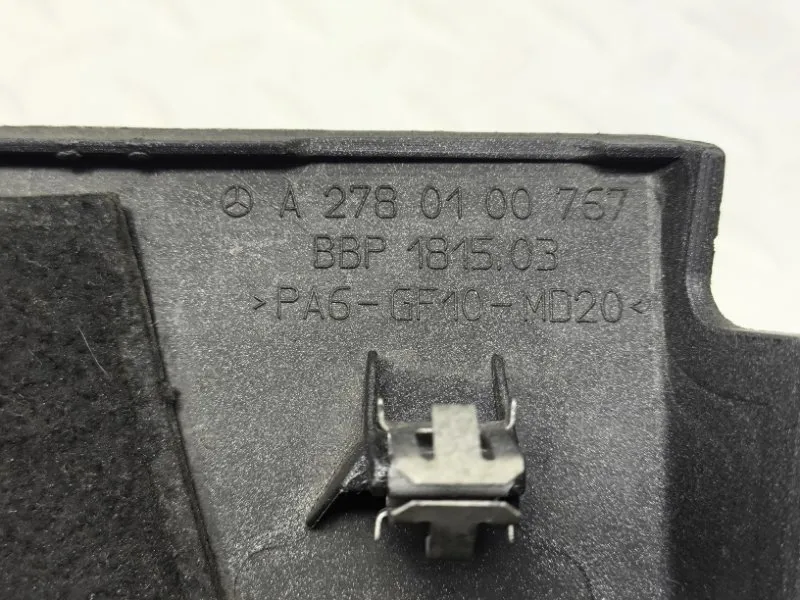 A 278 01 00 767
BBP 1815.03
>PA6-GF10-MD20<